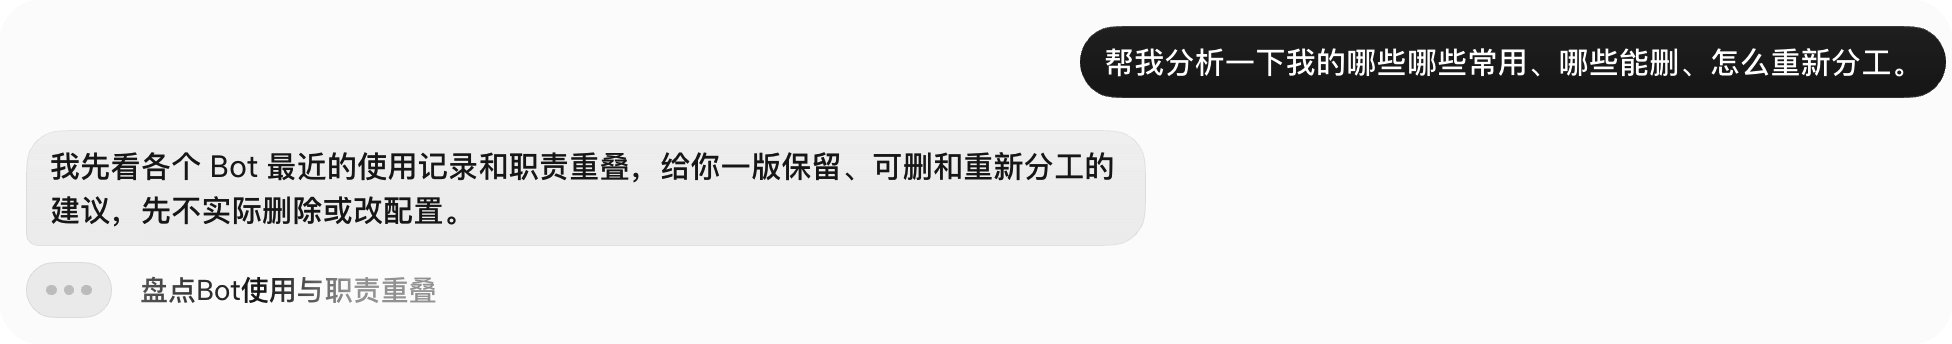 帮我分析一下我的哪些哪些常用、哪些能删、怎么重新分工。
我先看各个 Bot 最近的使用记录和职责重叠，给你一版保留、可删和重新分工的
建议，先不实际删除或改配置。
盘点Bot使用与职责重叠